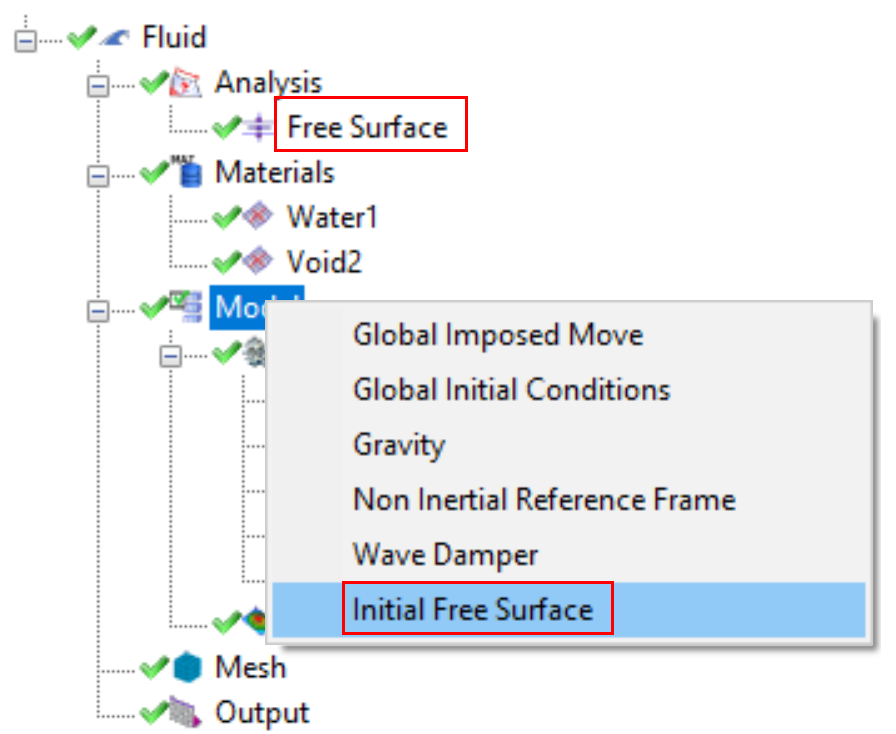 Fluid
Analysis
Free Surface
MAT
Materials
Water1
Void2
Mod
Global Imposed Move
Global Initial Conditions
Gravity
Non Inertial Reference Frame
Wave Damper
Initial Free Surface
Mesh
Output